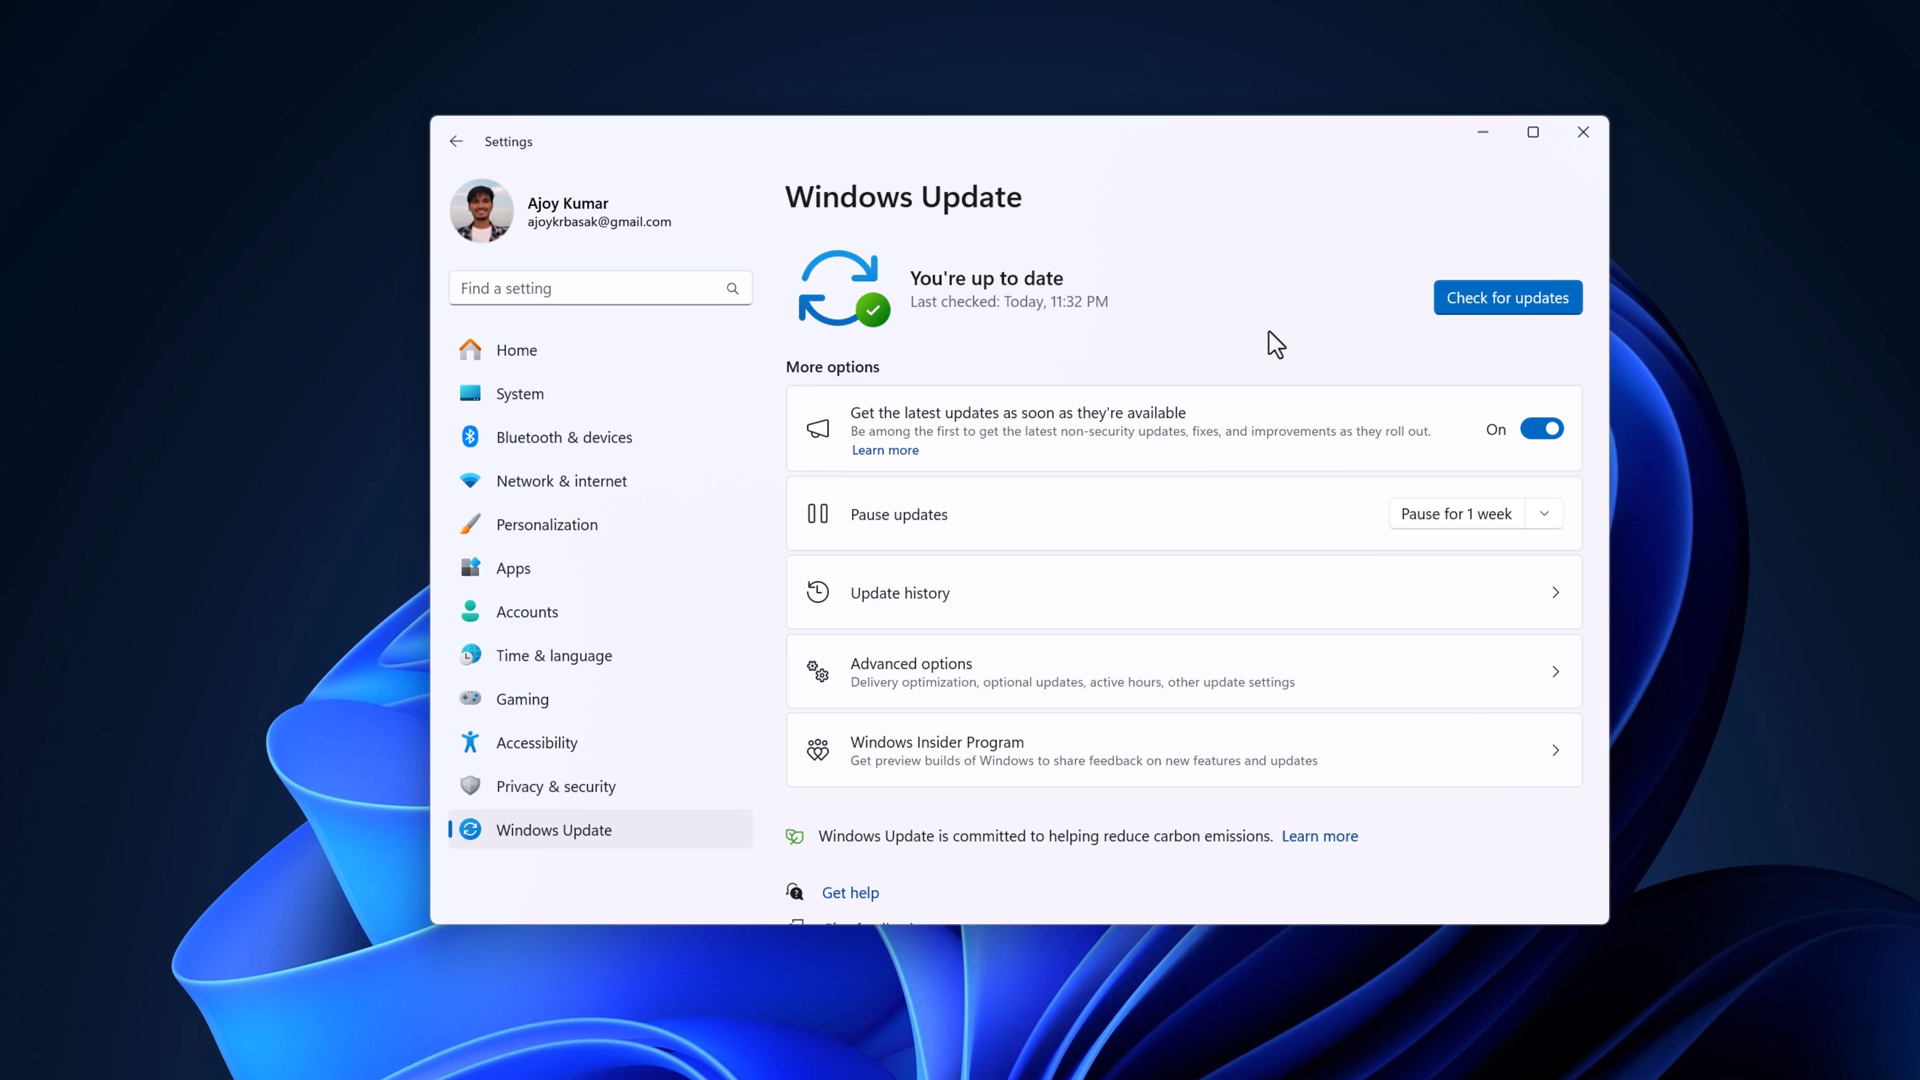 Settings
Ajoy Kumar
ajoykrbasak@gmail.com
Find a setting
Home
System
Bluetooth & devices
Network & internet
Personalization
Apps
Accounts
Time & language
Gaming
Accessibility
Privacy & security
Windows Update
Windows Update
You're up to date
Last checked: Today, 11:32 PM
Check for updates
More options
Get the latest updates as soon as they're available
Be among the first to get the latest non-security updates, fixes, and improvements as they roll out.
Learn more
On
Pause updates
Pause for 1 week
Update history
Advanced options
Delivery optimization, optional updates, active hours, other update settings
Windows Insider Program
Get preview builds of Windows to share feedback on new features and updates
Windows Update is committed to helping reduce carbon emissions. Learn more
Get help